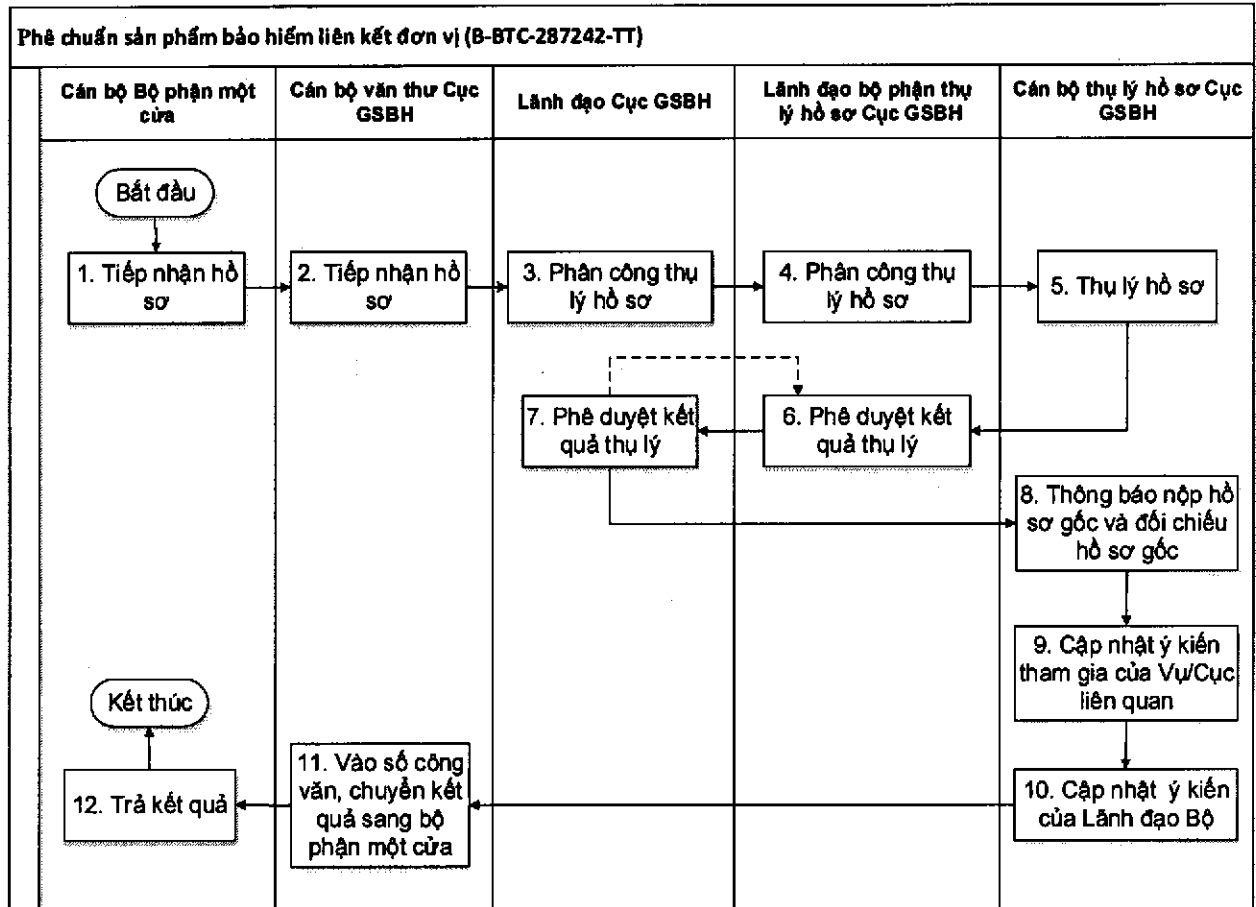 Phê chuẩn sản phẩm bảo hiểm liên kết đơn vị (B-BTC-287242-TT)
Cán bộ Bộ phận một
cửa
Cán bộ văn thư Cục
GSBH
Lãnh đạo Cục GSBH
Lãnh đạo bộ phận thụ
lý hồ sơ Cục GSBH
Cán bộ thụ lý hồ sơ Cục
GSBH
Bắt đầu
1. Tiếp nhận hồ
sơ
2. Tiếp nhận hồ
sơ
3. Phân công thụ
lý hồ sơ
4. Phân công thụ
lý hồ sơ
5. Thụ lý hồ sơ
7. Phê duyệt kết
quả thụ lý
6. Phê duyệt kết
quả thụ lý
8. Thông báo nộp hồ
sơ gốc và đối chiếu
hồ sơ gốc
9. Cập nhật ý kiến
tham gia của Vụ/Cục
liên quan
Kết thúc
12. Trả kết quả
11. Vào số công
văn, chuyển kết
quả sang bộ
phận một cửa
10. Cập nhật ý kiến
của Lãnh đạo Bộ